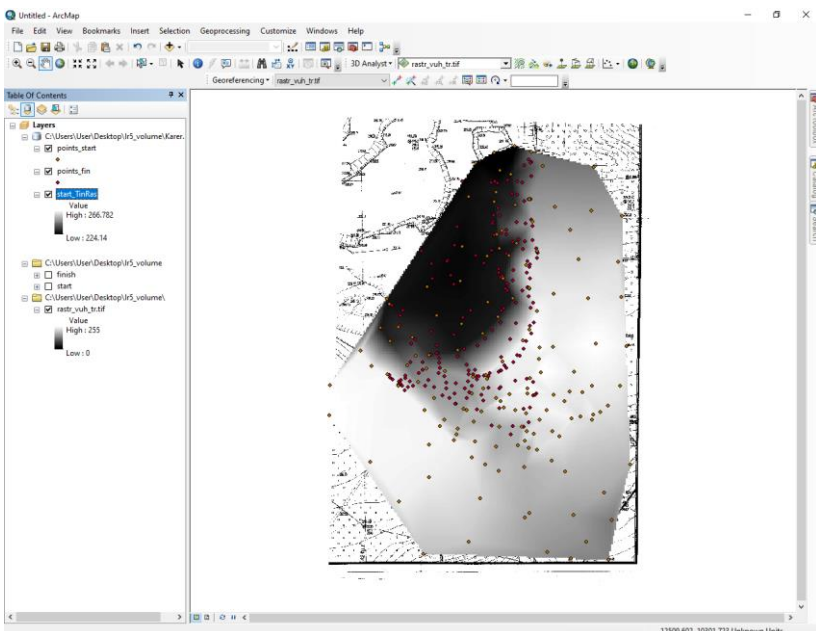 Untitled - ArcMap
File Edit View Bookmarks Insert Selection Geoprocessing Customize Windows Help
3D Analyst rastr_vuh_tr.tif
Georeferencing rastr_vuh_tr.tif
Table Of Contents
Layers
C:\Users\User\Desktop\lr5_volume\Karer.
points_start
points_fin
start_TinRas
Value
High : 266.782
Low : 224.14
C:\Users\User\Desktop\lr5_volume
finish
start
C:\Users\User\Desktop\lr5_volume\
rastr_vuh_tr.tif
Value
High : 255
Low : 0
Catalog
Search